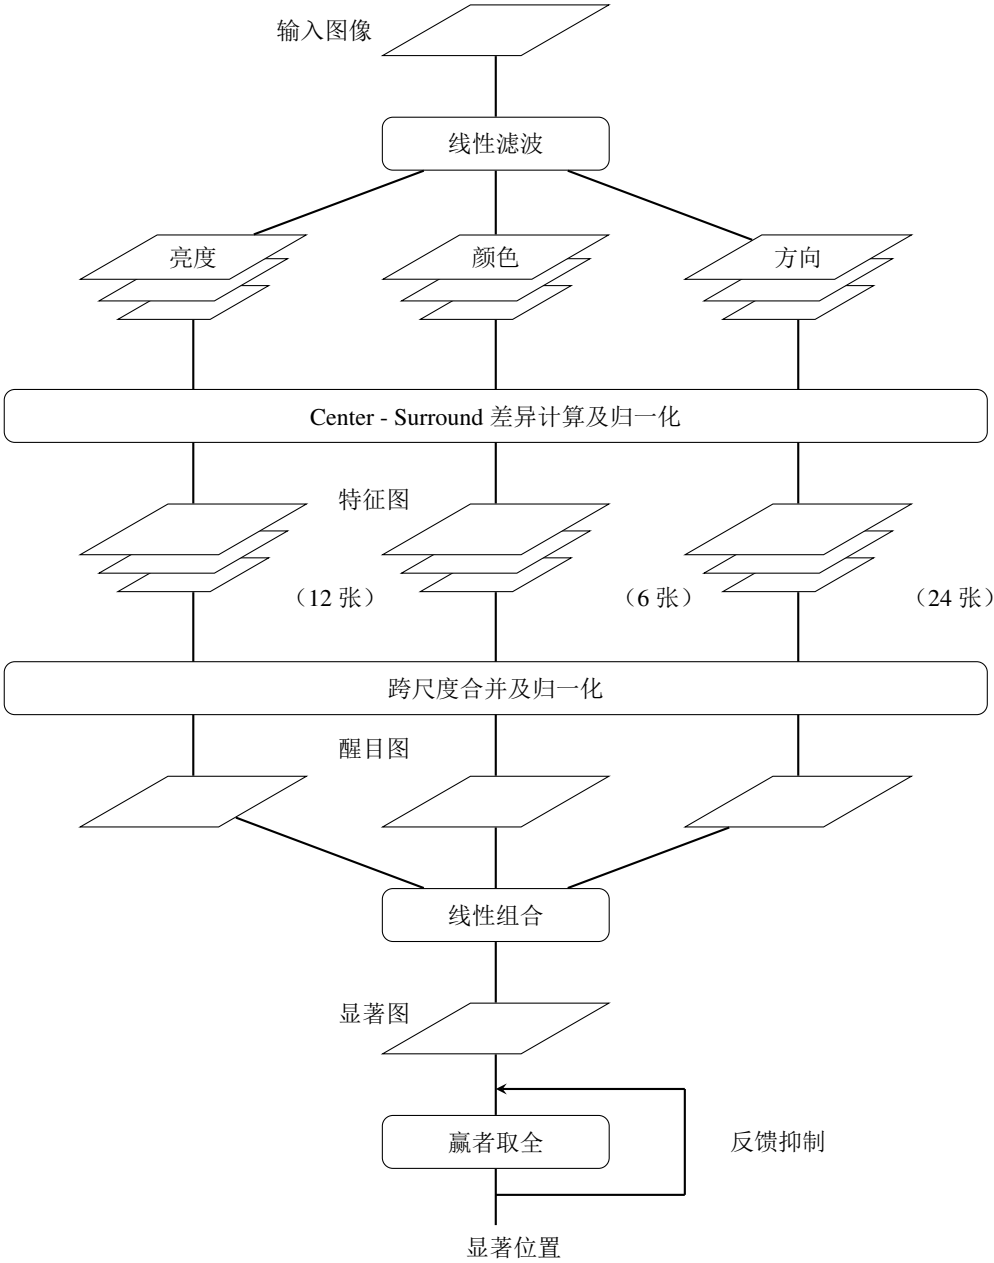 输入图像
线性滤波
亮度
颜色
方向
Center - Surround 差异计算及归一化
特征图
（12 张）
（6 张）
（24 张）
跨尺度合并及归一化
醒目图
线性组合
显著图
赢者取全
反馈抑制
显著位置